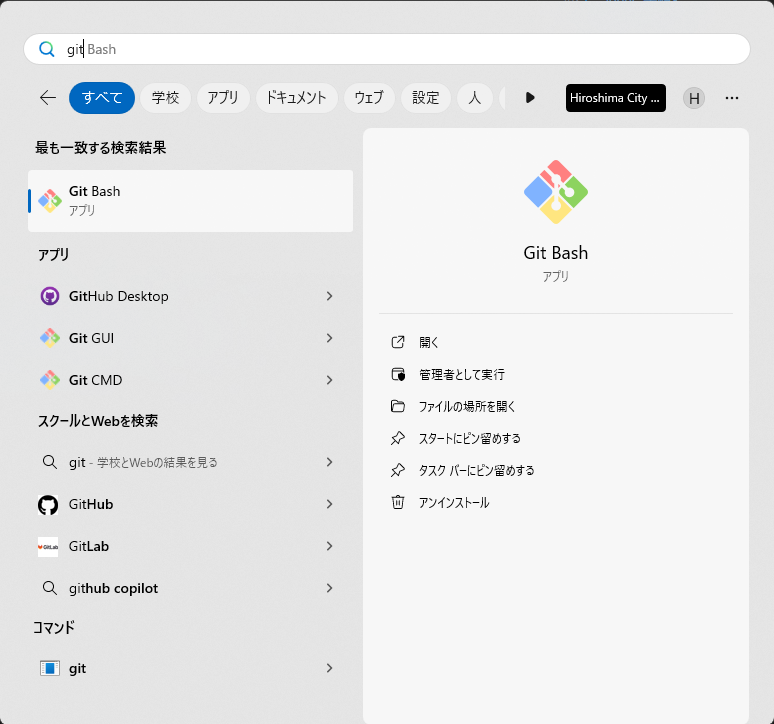 git Bash
すべて 学校 アプリ ドキュメント ウェブ 設定 人 Hiroshima City ... H
最も一致する検索結果
Git Bash
アプリ
アプリ
GitHub Desktop
Git GUI
Git CMD
スクールとWebを検索
git - 学校とWebの結果を見る
GitHub
GitLab
github copilot
コマンド
git
Git Bash
アプリ
開く
管理者として実行
ファイルの場所を開く
スタートにピン留めする
タスク バーにピン留めする
アンインストール